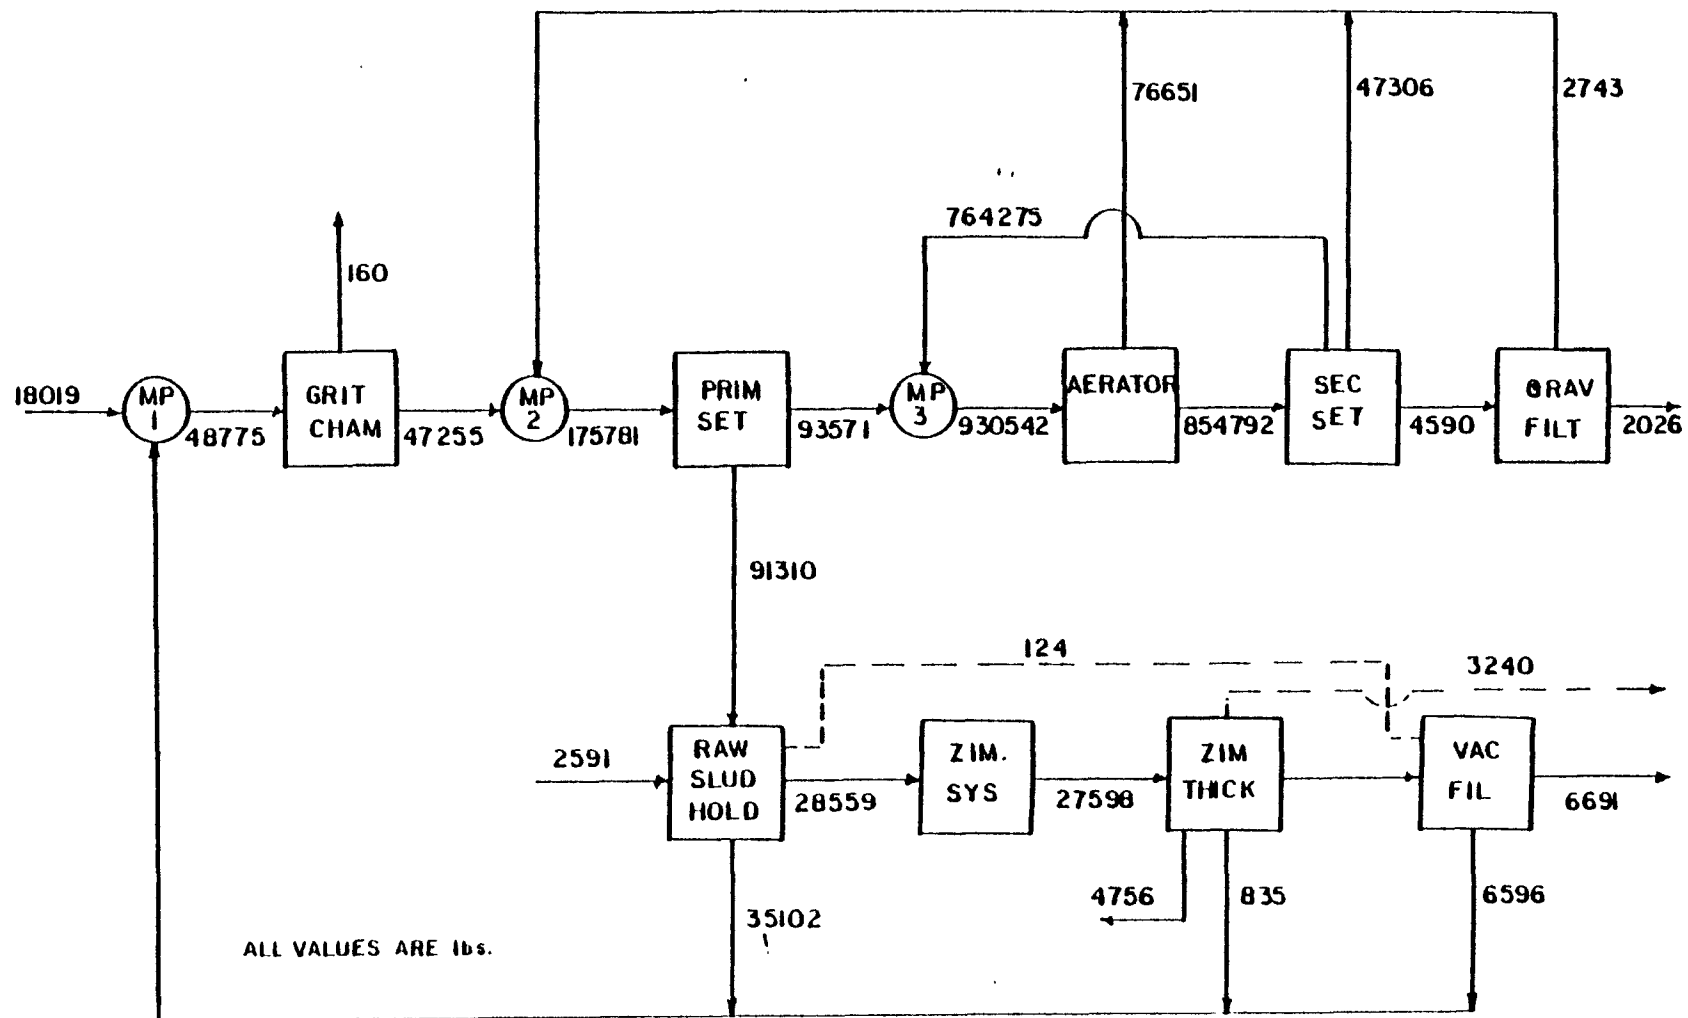 76651
47306
2743
764275
160
18019
MP
1
48775
GRIT
CHAM
47255
MP
2
175781
PRIM
SET
93571
MP
3
930542
AERATOR
854792
SEC
SET
4590
GRAV
FILT
2026
91310
124
3240
2591
RAW
SLUD
HOLD
28559
ZIM.
SYS
27598
ZIM
THICK
VAC
FIL
6691
35102
4756
835
6596
ALL VALUES ARE lbs.